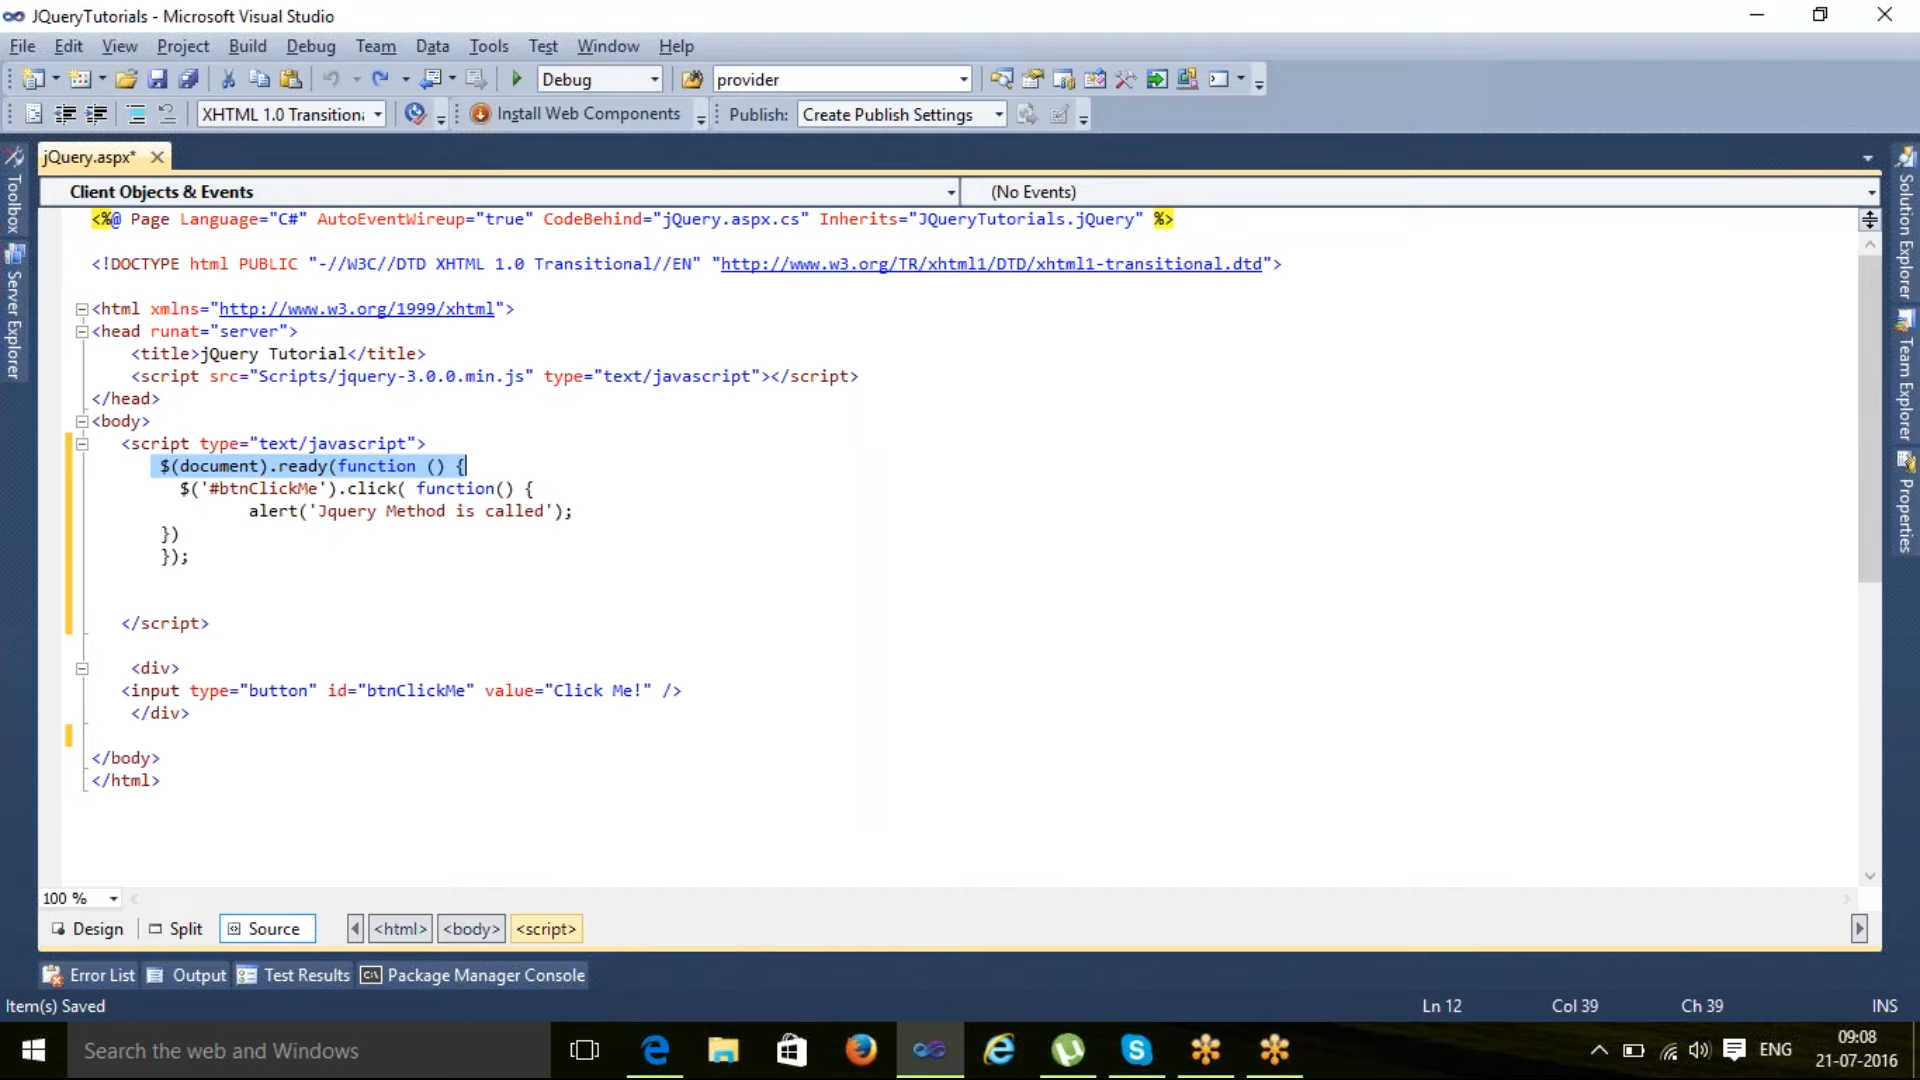 JQueryTutorials - Microsoft Visual Studio
File Edit View Project Build Debug Team Data Tools Test Window Help
Debug provider
XHTML 1.0 Transition Install Web Components Publish: Create Publish Settings
jQuery.aspx*
Client Objects & Events (No Events)
<%@ Page Language="C#" AutoEventWireup="true" CodeBehind="jQuery.aspx.cs" Inherits="JQueryTutorials.jQuery" %>
<!DOCTYPE html PUBLIC "-//W3C//DTD XHTML 1.0 Transitional//EN" "http://www.w3.org/TR/xhtml1/DTD/xhtml1-transitional.dtd">
<html xmlns="http://www.w3.org/1999/xhtml">
<head runat="server">
<title>jQuery Tutorial</title>
<script src="Scripts/jquery-3.0.0.min.js" type="text/javascript"></script>
</head>
<body>
<script type="text/javascript">
$(document).ready(function () {
$('#btnClickMe').click( function() {
alert('Jquery Method is called');
})
});
</script>
<div>
<input type="button" id="btnClickMe" value="Click Me!" />
</div>
</body>
</html>
Toolbox
Server Explorer
Solution Explorer
Team Explorer
Properties
100 %
Design Split Source <html> <body> <script>
Error List Output Test Results Package Manager Console
Item(s) Saved Ln 12 Col 39 Ch 39 INS
Search the web and Windows
ENG
09:08
21-07-2016